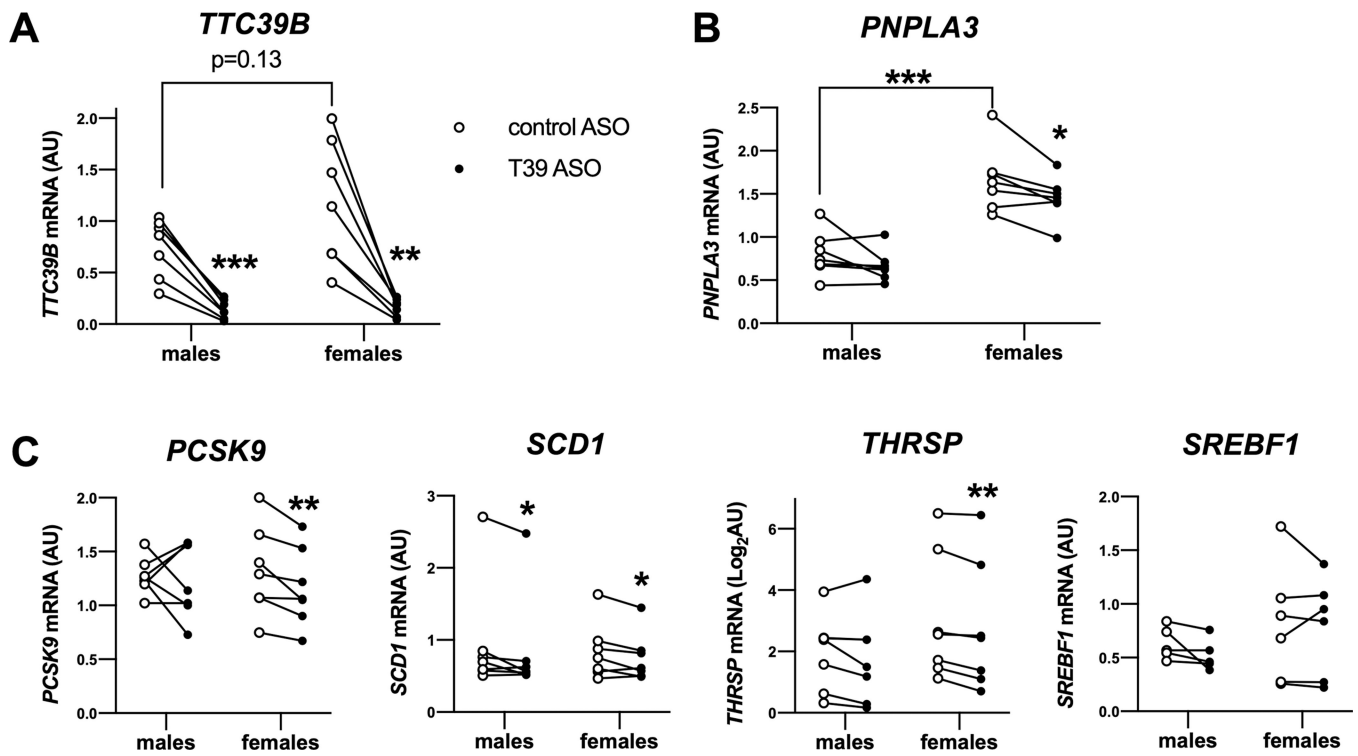 A
TTC39B
p=0.13
TTC39B mRNA (AU)
2.0
1.5
1.0
0.5
0.0
***
**
males
females
control ASO
T39 ASO
B
PNPLA3
***
*
PNPLA3 mRNA (AU)
2.5
2.0
1.5
1.0
0.5
0.0
males
females
C
PCSK9
**
PCSK9 mRNA (AU)
2.0
1.5
1.0
0.5
0.0
males
females
SCD1
*
*
SCD1 mRNA (AU)
3
2
1
0
males
females
THRSP
**
THRSP mRNA (Log₂AU)
6
4
2
0
males
females
SREBF1
SREBF1 mRNA (AU)
2.0
1.5
1.0
0.5
0.0
males
females